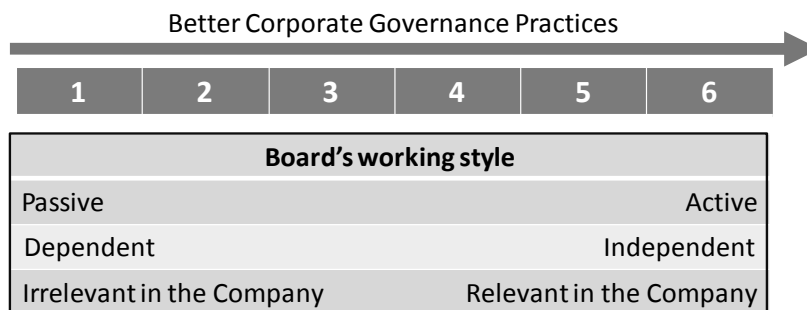 Better Corporate Governance Practices
1 2 3 4 5 6
Board's working style
Passive Active
Dependent Independent
Irrelevant in the Company Relevant in the Company